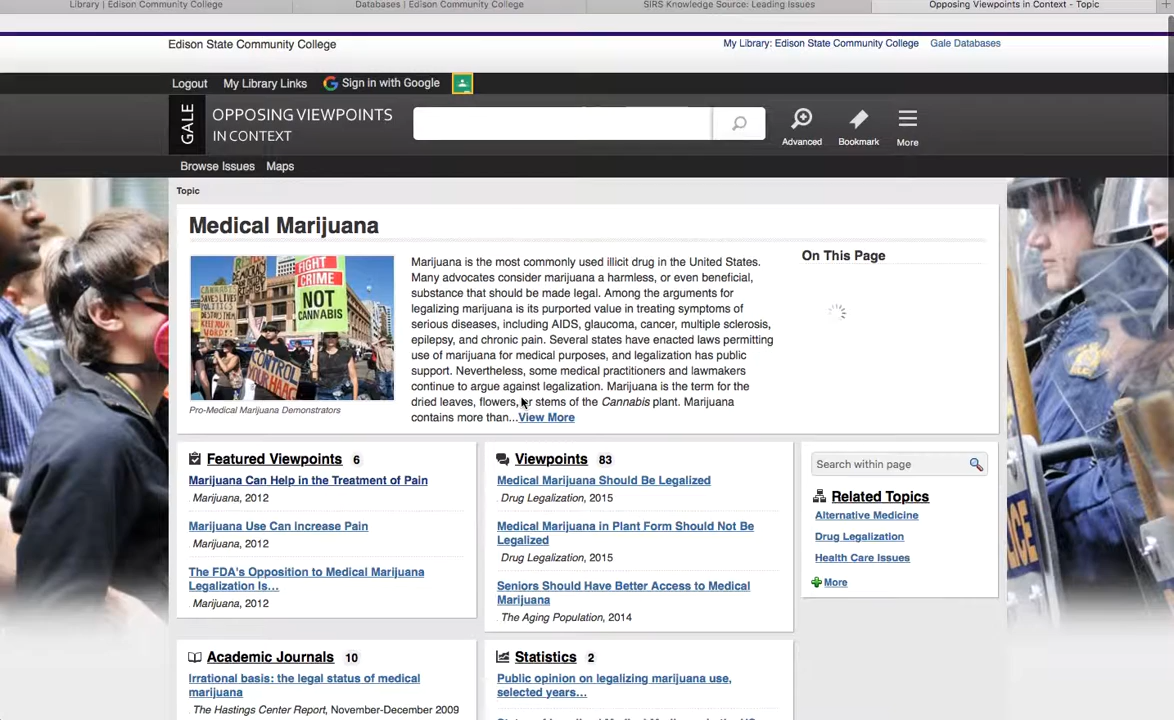 Library | Edison Community College
Databases | Edison Community College
SIRS Knowledge Source: Leading Issues
Opposing Viewpoints in Context - Topic
Edison State Community College
My Library: Edison State Community College
Gale Databases
Logout
My Library Links
Sign in with Google
GALE
OPPOSING VIEWPOINTS
IN CONTEXT
Advanced
Bookmark
More
Browse Issues
Maps
Topic
Medical Marijuana
FIGHT
CRIME
NOT
CANNABIS
CONTROL
YOUR HAAG
Pro-Medical Marijuana Demonstrators
Marijuana is the most commonly used illicit drug in the United States.
Many advocates consider marijuana a harmless, or even beneficial,
substance that should be made legal. Among the arguments for
legalizing marijuana is its purported value in treating symptoms of
serious diseases, including AIDS, glaucoma, cancer, multiple sclerosis,
epilepsy, and chronic pain. Several states have enacted laws permitting
use of marijuana for medical purposes, and legalization has public
support. Nevertheless, some medical practitioners and lawmakers
continue to argue against legalization. Marijuana is the term for the
dried leaves, flowers, or stems of the Cannabis plant. Marijuana
contains more than...View More
On This Page
Featured Viewpoints 6
Marijuana Can Help in the Treatment of Pain
Marijuana, 2012
Marijuana Use Can Increase Pain
Marijuana, 2012
The FDA's Opposition to Medical Marijuana
Legalization Is...
Marijuana, 2012
Viewpoints 83
Medical Marijuana Should Be Legalized
Drug Legalization, 2015
Medical Marijuana in Plant Form Should Not Be
Legalized
Drug Legalization, 2015
Seniors Should Have Better Access to Medical
Marijuana
The Aging Population, 2014
Search within page
Related Topics
Alternative Medicine
Drug Legalization
Health Care Issues
More
POLICE
Academic Journals 10
Irrational basis: the legal status of medical
marijuana
The Hastings Center Report, November-December 2009
Statistics 2
Public opinion on legalizing marijuana use,
selected years...